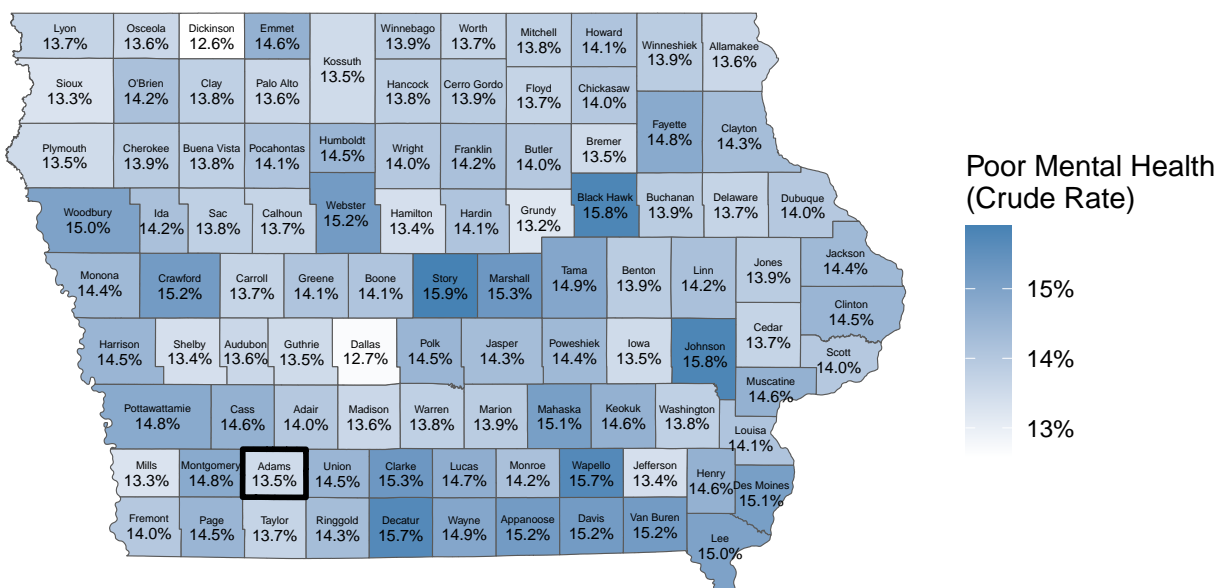 Lyon
13.7%
Osceola
13.6%
Dickinson
12.6%
Emmet
14.6%
Kossuth
13.5%
Winnebago
13.9%
Worth
13.7%
Mitchell
13.8%
Howard
14.1%
Winneshiek
13.9%
Allamakee
13.6%
Sioux
13.3%
O'Brien
14.2%
Clay
13.8%
Palo Alto
13.6%
Hancock
13.8%
Cerro Gordo
13.9%
Floyd
13.7%
Chickasaw
14.0%
Fayette
14.8%
Clayton
14.3%
Plymouth
13.5%
Cherokee
13.9%
Buena Vista
13.8%
Pocahontas
14.1%
Humboldt
14.5%
Wright
14.0%
Franklin
14.2%
Butler
14.0%
Bremer
13.5%
Woodbury
15.0%
Ida
14.2%
Sac
13.8%
Calhoun
13.7%
Webster
15.2%
Hamilton
13.4%
Hardin
14.1%
Grundy
13.2%
Black Hawk
15.8%
Buchanan
13.9%
Delaware
13.7%
Dubuque
14.0%
Monona
14.4%
Crawford
15.2%
Carroll
13.7%
Greene
14.1%
Boone
14.1%
Story
15.9%
Marshall
15.3%
Tama
14.9%
Benton
13.9%
Linn
14.2%
Jones
13.9%
Jackson
14.4%
Clinton
14.5%
Harrison
14.5%
Shelby
13.4%
Audubon
13.6%
Guthrie
13.5%
Dallas
12.7%
Polk
14.5%
Jasper
14.3%
Poweshiek
14.4%
Iowa
13.5%
Johnson
15.8%
Cedar
13.7%
Scott
14.0%
Muscatine
14.6%
Pottawattamie
14.8%
Cass
14.6%
Adair
14.0%
Madison
13.6%
Warren
13.8%
Marion
13.9%
Mahaska
15.1%
Keokuk
14.6%
Washington
13.8%
Louisa
14.1%
Mills
13.3%
Montgomery
14.8%
Adams
13.5%
Union
14.5%
Clarke
15.3%
Lucas
14.7%
Monroe
14.2%
Wapello
15.7%
Jefferson
13.4%
Henry
14.6%
Des Moines
15.1%
Fremont
14.0%
Page
14.5%
Taylor
13.7%
Ringgold
14.3%
Decatur
15.7%
Wayne
14.9%
Appanoose
15.2%
Davis
15.2%
Van Buren
15.2%
Lee
15.0%
Poor Mental Health
(Crude Rate)
15%
14%
13%